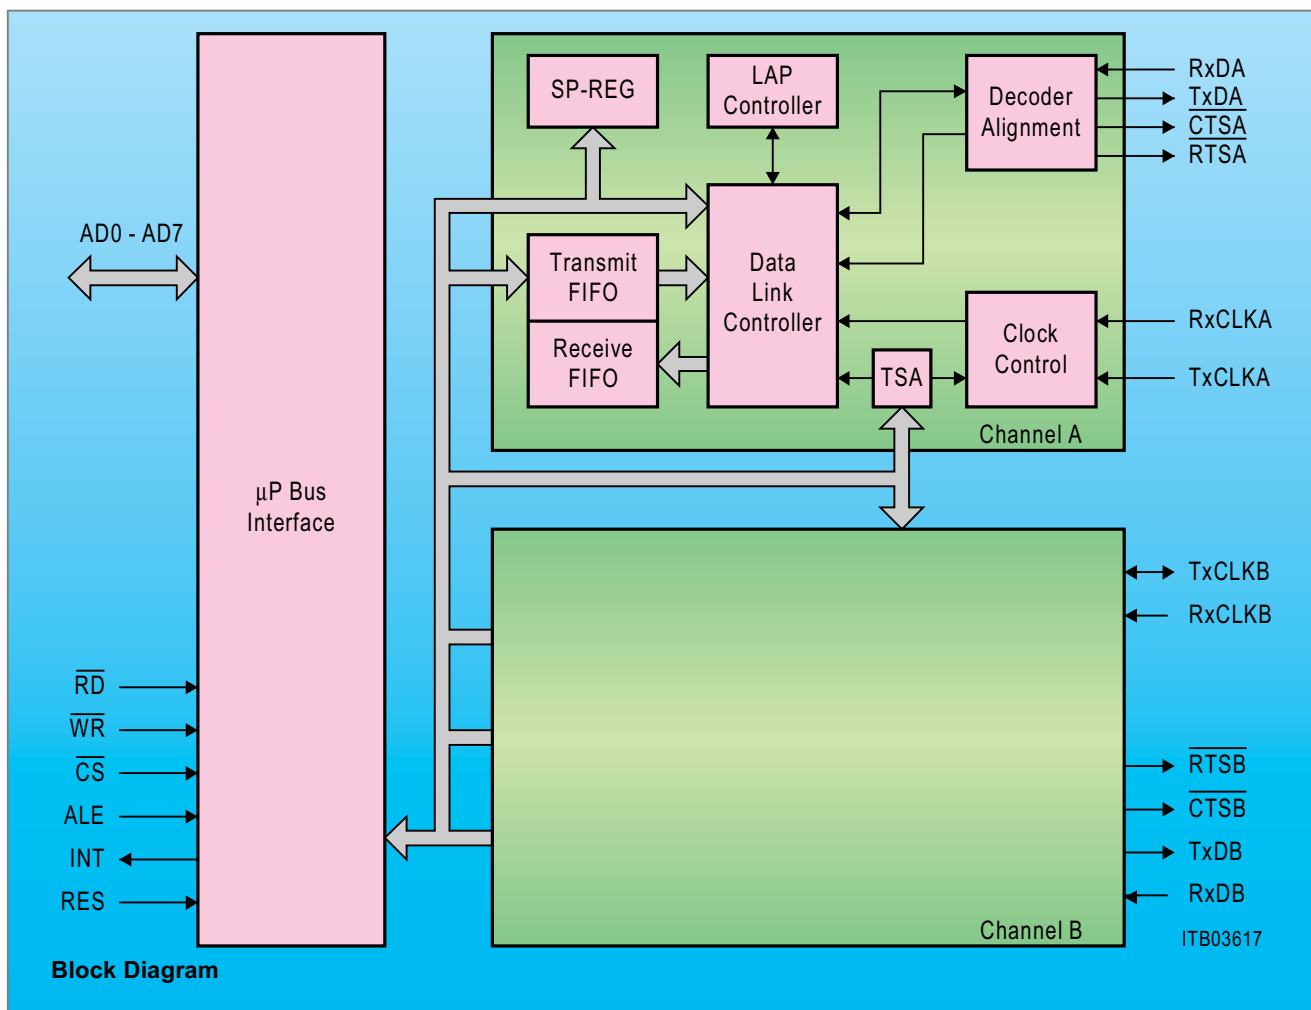 SP-REG
LAP
Controller
Decoder
Alignment
RxDA
TxDA
CTSA
RTSA
AD0 - AD7
Transmit
FIFO
Receive
FIFO
Data
Link
Controller
TSA
Clock
Control
RxCLKA
TxCLKA
Channel A
μP Bus
Interface
TxCLKB
RxCLKB
RD
WR
CS
ALE
INT
RES
RTSB
CTSB
TxDB
RxDB
Channel B
ITB03617
Block Diagram